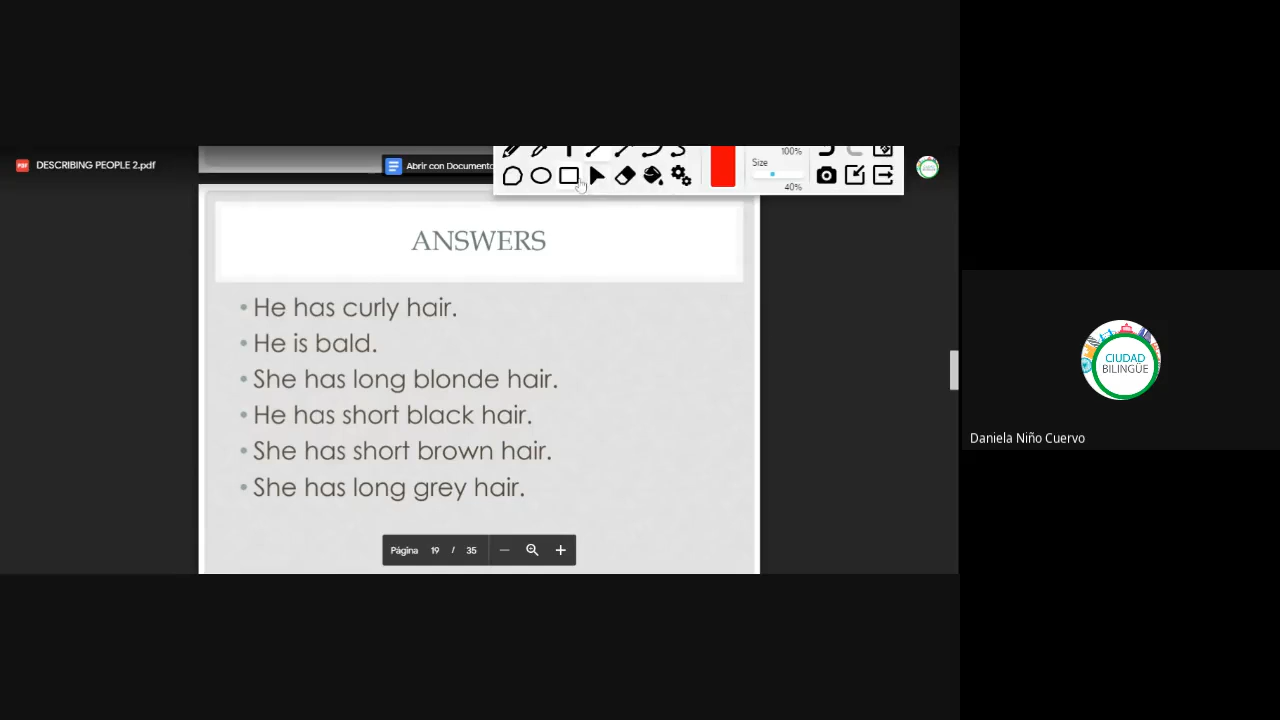 DESCRIBING PEOPLE 2.pdf
Abrir con Documento
100%
Size
40%
ANSWERS
• He has curly hair.
• He is bald.
• She has long blonde hair.
• He has short black hair.
• She has short brown hair.
• She has long grey hair.
Página 19 / 35
CIUDAD
BILINGÜE
Daniela Niño Cuervo